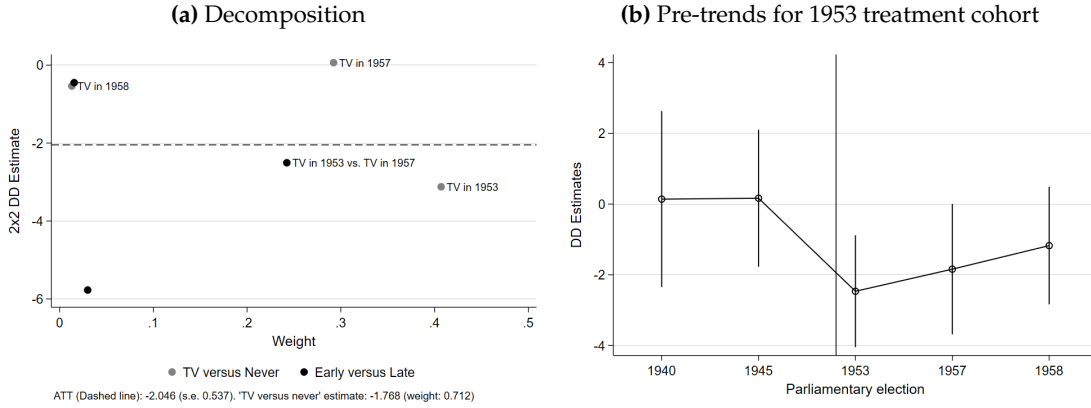 (a) Decomposition
2x2 DD Estimate
0
-2
-4
-6
TV in 1957
TV in 1958
TV in 1953 vs. TV in 1957
TV in 1953
0
.1
.2
.3
.4
.5
Weight
TV versus Never
Early versus Late
ATT (Dashed line): -2.046 (s.e. 0.537). 'TV versus never' estimate: -1.768 (weight: 0.712)
(b) Pre-trends for 1953 treatment cohort
DD Estimates
4
2
0
-2
-4
1940
1945
1953
1957
1958
Parliamentary election